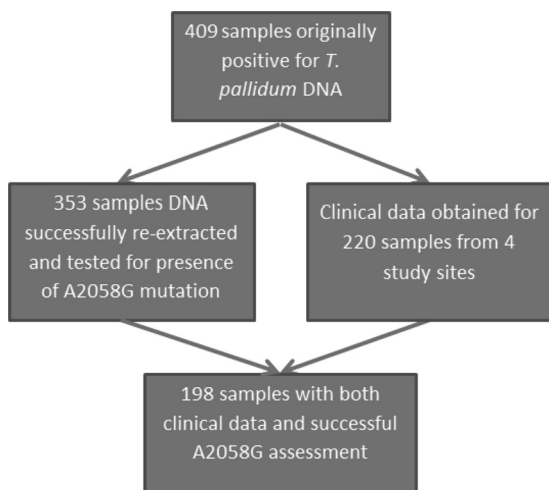 409 samples originally
positive for T.
pallidum DNA
353 samples DNA
successfully re-extracted
and tested for presence
of A2058G mutation
Clinical data obtained for
220 samples from 4
study sites
198 samples with both
clinical data and successful
A2058G assessment